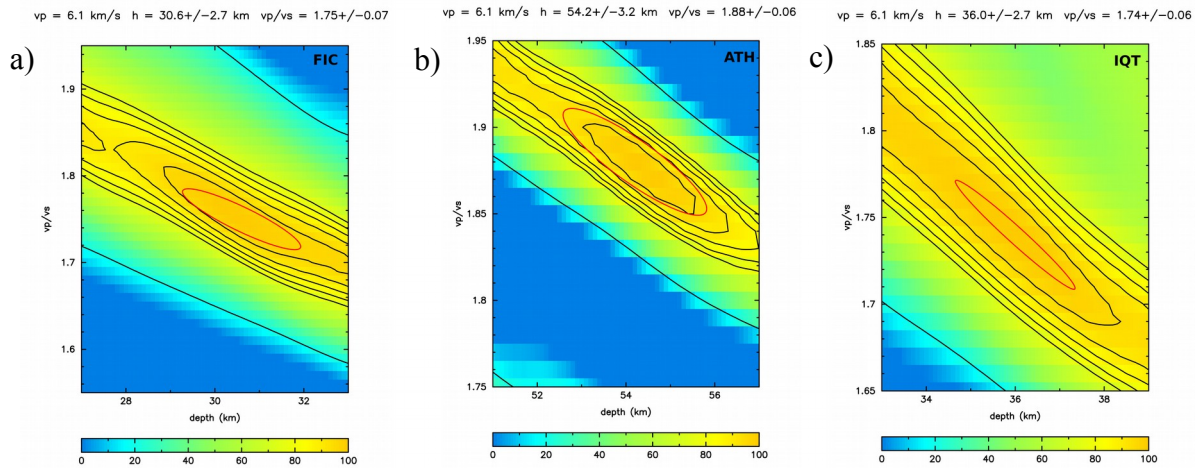 vp = 6.1 km/s h = 30.6+/-2.7 km vp/vs = 1.75+/-0.07
a)
FIC
1.9
1.8
1.7
1.6
vp/vs
28 30 32
depth (km)
0 20 40 60 80 100
vp = 6.1 km/s h = 54.2+/-3.2 km vp/vs = 1.88+/-0.06
b)
ATH
1.95
1.9
1.85
1.8
1.75
vp/vs
52 54 56
depth (km)
0 20 40 60 80 100
vp = 6.1 km/s h = 36.0+/-2.7 km vp/vs = 1.74+/-0.06
c)
IQT
1.85
1.8
1.75
1.7
1.65
vp/vs
34 36 38
depth (km)
0 20 40 60 80 100